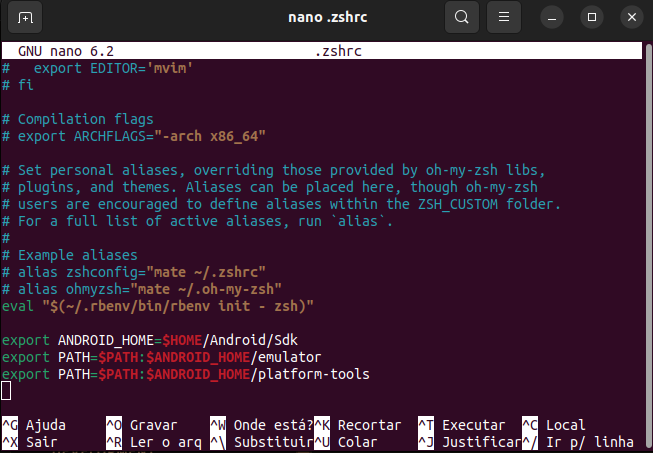 nano .zshrc
GNU nano 6.2 .zshrc
#   export EDITOR='mvim'
# fi
# Compilation flags
# export ARCHFLAGS="-arch x86_64"
# Set personal aliases, overriding those provided by oh-my-zsh libs,
# plugins, and themes. Aliases can be placed here, though oh-my-zsh
# users are encouraged to define aliases within the ZSH_CUSTOM folder.
# For a full list of active aliases, run `alias`.
#
# Example aliases
# alias zshconfig="mate ~/.zshrc"
# alias ohmyzsh="mate ~/.oh-my-zsh"
eval "$(~/.rbenv/bin/rbenv init - zsh)"
export ANDROID_HOME=$HOME/Android/Sdk
export PATH=$PATH:$ANDROID_HOME/emulator
export PATH=$PATH:$ANDROID_HOME/platform-tools
^G Ajuda ^O Gravar ^W Onde está? ^K Recortar ^T Executar ^C Local
^X Sair ^R Ler o arq ^\ Substituir ^U Colar ^J Justificar ^/ Ir p/ linha